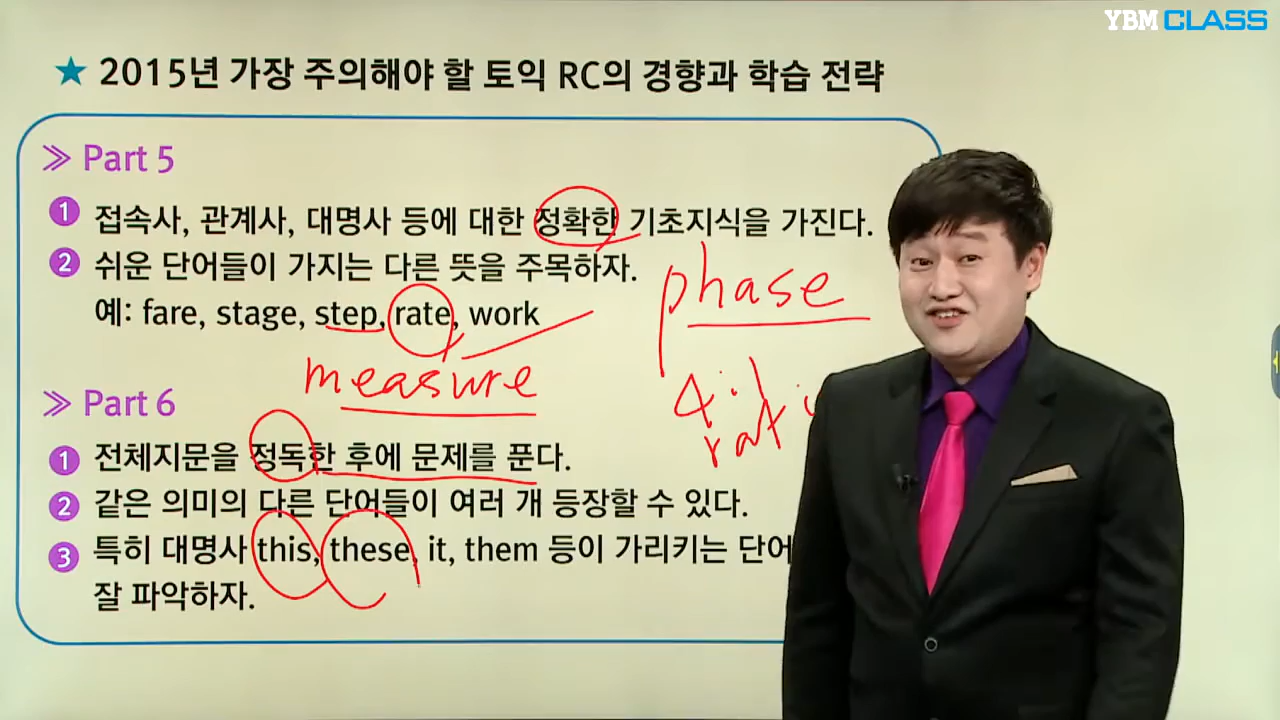 YBM CLASS
★ 2015년 가장 주의해야 할 토익 RC의 경향과 학습 전략
≫ Part 5
1 접속사, 관계사, 대명사 등에 대한 정확한 기초지식을 가진다.
2 쉬운 단어들이 가지는 다른 뜻을 주목하자.
예: fare, stage, step, rate, work
phase
measure
4:1
≫ Part 6
1 전체지문을 정독한 후에 문제를 푼다.
2 같은 의미의 다른 단어들이 여러 개 등장할 수 있다.
3 특히 대명사 this, these, it, them 등이 가리키는 단어
잘 파악하자.